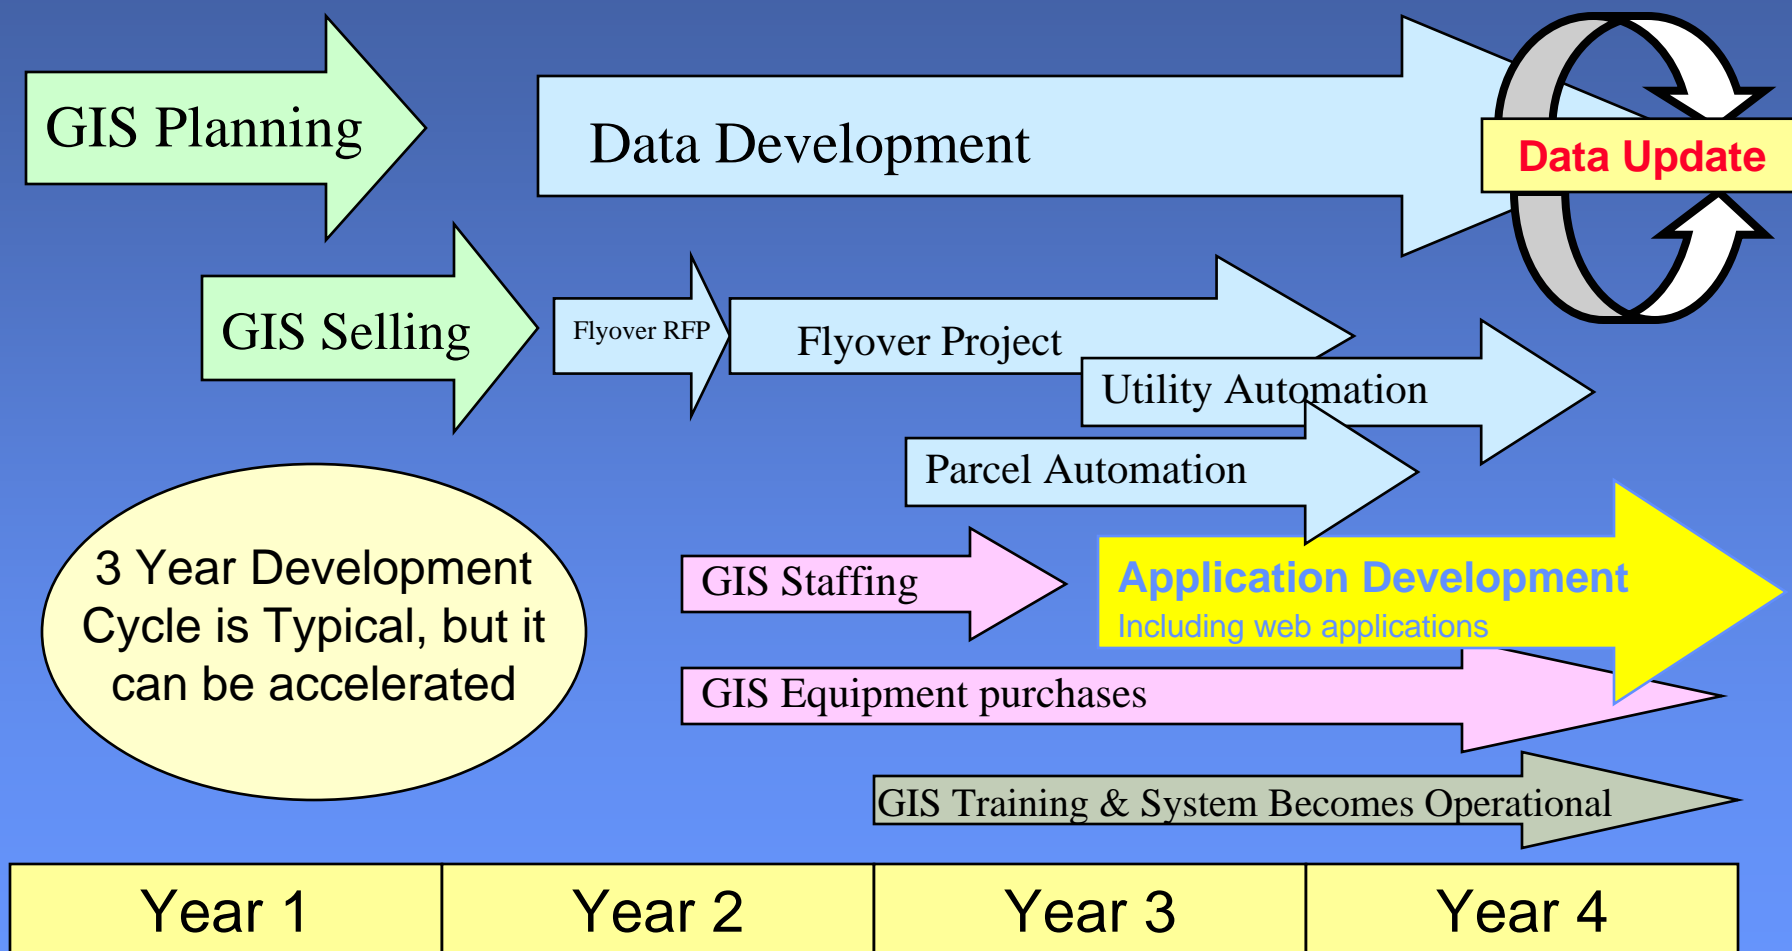 GIS Planning
Data Development
Data Update
GIS Selling
Flyover RFP
Flyover Project
Utility Automation
Parcel Automation
3 Year Development
Cycle is Typical, but it
can be accelerated
GIS Staffing
Application Development
Including web applications
GIS Equipment purchases
GIS Training & System Becomes Operational
Year 1
Year 2
Year 3
Year 4